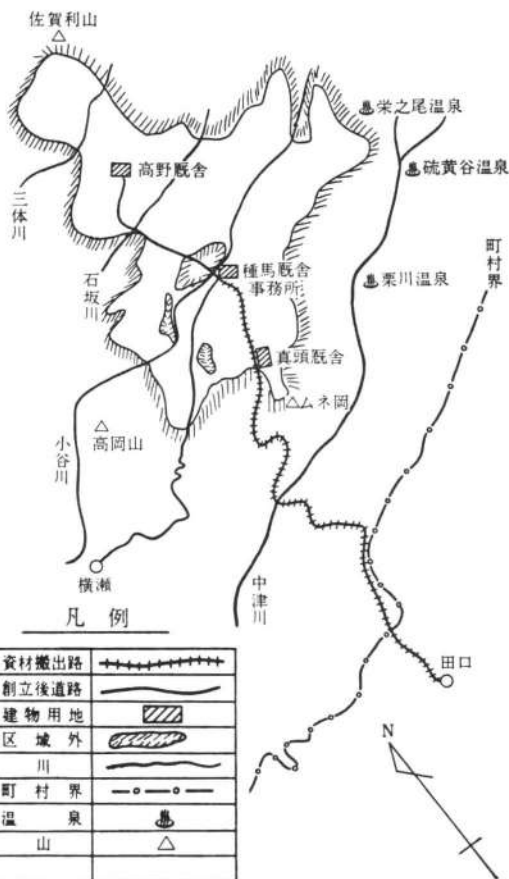 佐賀利山
栄之尾温泉
高野厩舎
硫黄谷温泉
三体川
町村界
石坂川
種馬厩舎
事務所
栗川温泉
真頭厩舎
ムネ岡
高岡山
小谷川
横瀬
中津川
凡例
田口
資材搬出路
創立後道路
建物用地
区域外
川
町村界
温泉
山
N